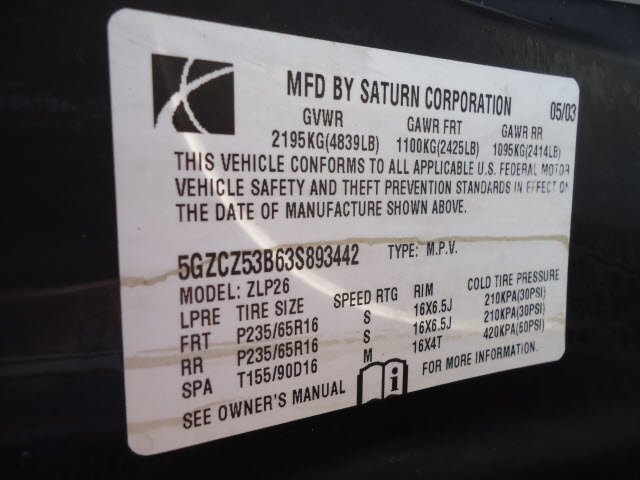 MFD BY SATURN CORPORATION 05/03
GVWR GAWR FRT GAWR RR
2195KG(4839LB) 1100KG(2425LB) 1095KG(2414LB)
THIS VEHICLE CONFORMS TO ALL APPLICABLE U.S. FEDERAL MOTOR
VEHICLE SAFETY AND THEFT PREVENTION STANDARDS IN EFFECT ON
THE DATE OF MANUFACTURE SHOWN ABOVE.
5GZCZ53B63S893442 TYPE: M.P.V.
MODEL: ZLP26
LPRE TIRE SIZE SPEED RTG RIM COLD TIRE PRESSURE
FRT P235/65R16 S 16X6.5J 210KPA(30PSI)
RR P235/65R16 S 16X6.5J 210KPA(30PSI)
SPA T155/90D16 M 16X4T 420KPA(60PSI)
SEE OWNER'S MANUAL i FOR MORE INFORMATION.